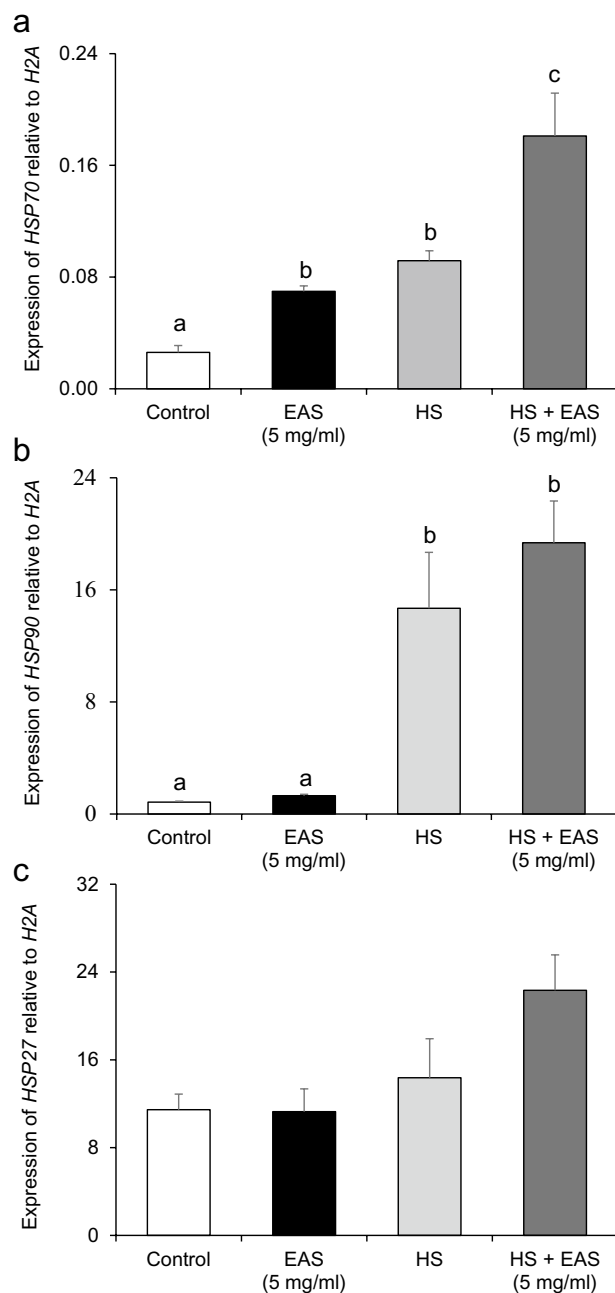 a
Expression of HSP70 relative to H2A
0.24
0.16
0.08
0.00
a
b
b
c
Control
EAS
(5 mg/ml)
HS
HS + EAS
(5 mg/ml)
b
Expression of HSP90 relative to H2A
24
16
8
0
a
a
b
b
Control
EAS
(5 mg/ml)
HS
HS + EAS
(5 mg/ml)
c
Expression of HSP27 relative to H2A
32
24
16
8
0
Control
EAS
(5 mg/ml)
HS
HS + EAS
(5 mg/ml)